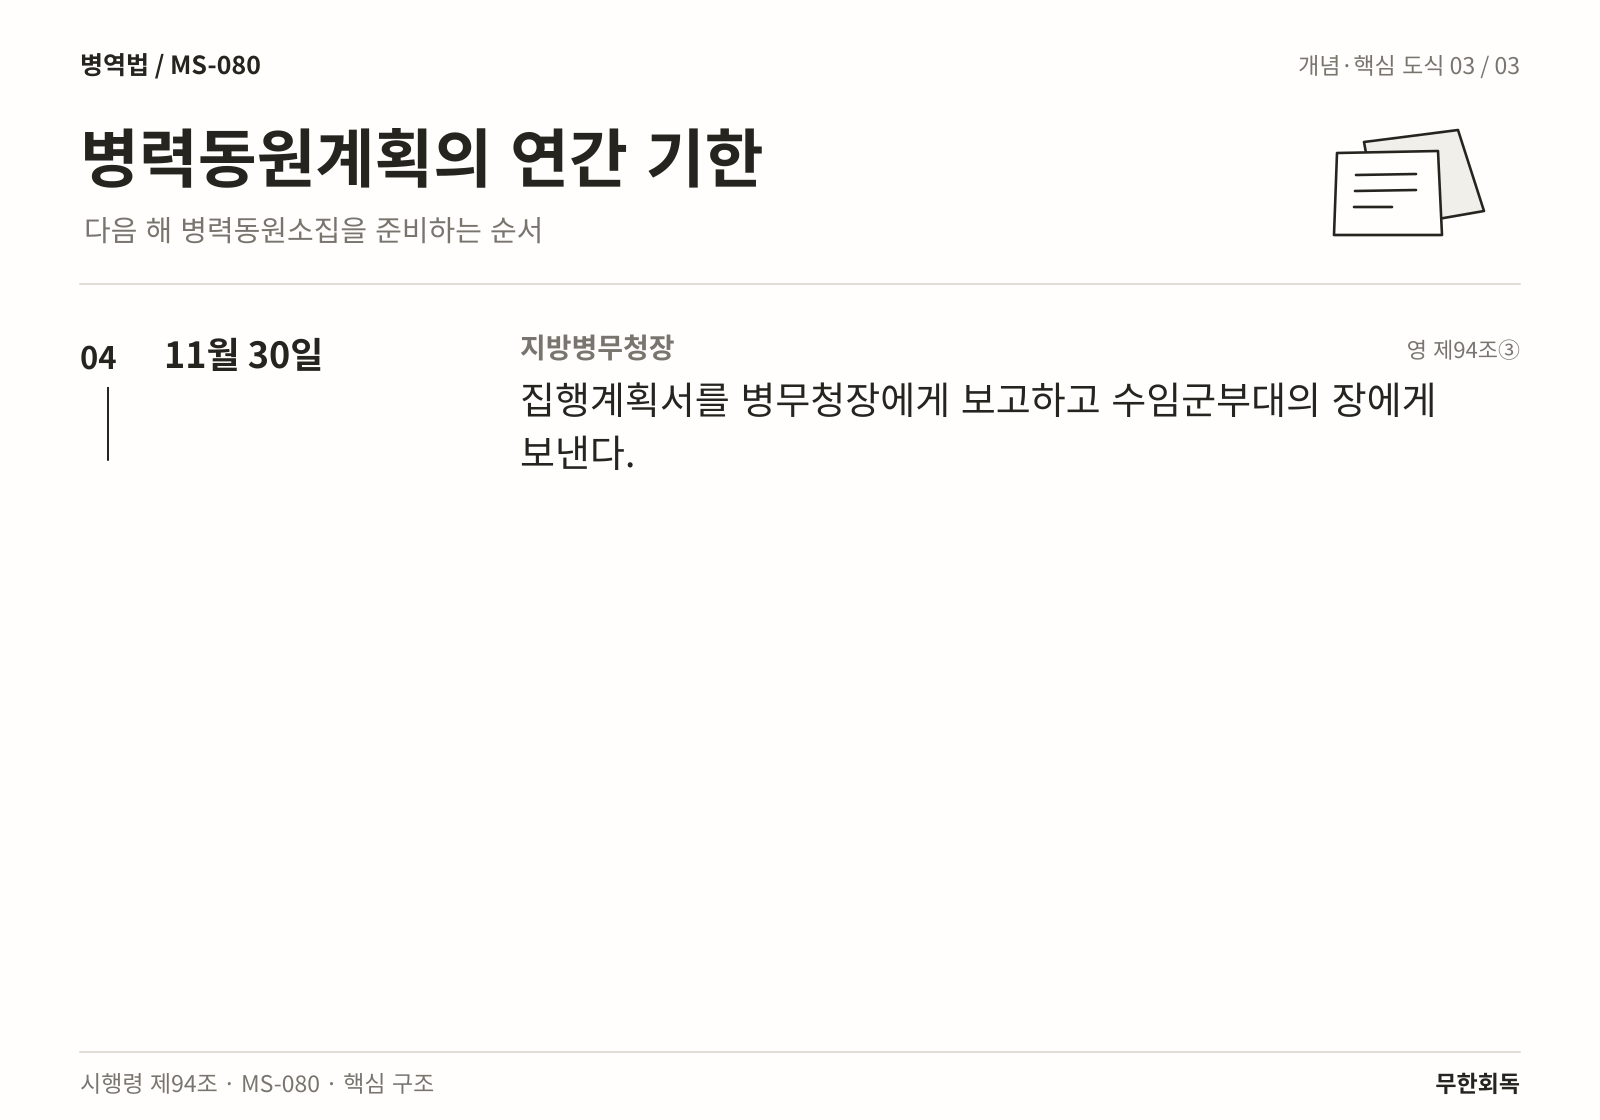 병역법 / MS-080
개념·핵심 도식 03 / 03
병력동원계획의 연간 기한
다음 해 병력동원소집을 준비하는 순서
04
11월 30일
지방병무청장
영 제94조③
집행계획서를 병무청장에게 보고하고 수임군부대의 장에게
보낸다.
시행령 제94조 · MS-080 · 핵심 구조
무한회독